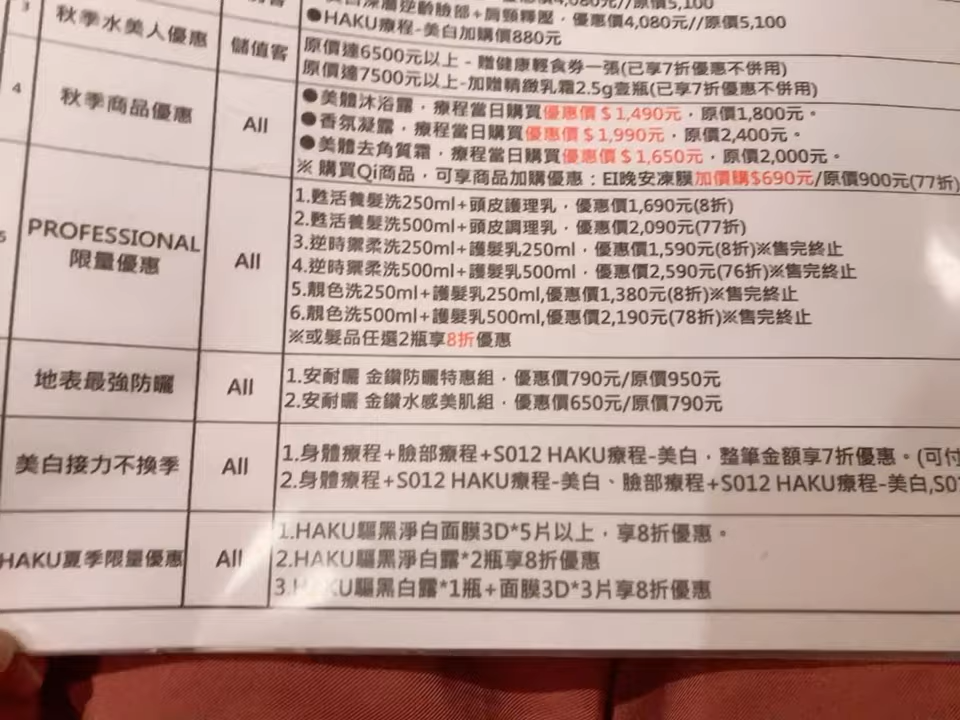 3
秋季水美人優惠
儲值客
優惠價4,080元//原價5,100
●HAKU療程-美白加購價880元
原價達6500元以上-贈健康輕食券一張(已享7折優惠不併用)
原價達7500元以上-加贈精緻乳霜2.5g壹瓶(已享7折優惠不併用)
4
秋季商品優惠
All
●美體沐浴露,療程當日購買優惠價$1,490元,原價1,800元。
●香氛凝露,療程當日購買優惠價$1,990元,原價2,400元。
●美體去角質霜,療程當日購買優惠價$1,650元,原價2,000元。
※ 購買Qi商品,可享商品加購優惠:EI晚安凍膜加價購$690元/原價900元(77折)
5
PROFESSIONAL
限量優惠
All
1.甦活養髮洗250ml+頭皮護理乳,優惠價1,690元(8折)
2.甦活養髮洗500ml+頭皮調理乳,優惠價2,090元(77折)
3.逆時禦柔洗250ml+護髮乳250ml,優惠價1,590元(8折)※售完終止
4.逆時禦柔洗500ml+護髮乳500ml,優惠價2,590元(76折)※售完終止
5.靚色洗250ml+護髮乳250ml,優惠價1,380元(8折)※售完終止
6.靚色洗500ml+護髮乳500ml,優惠價2,190元(78折)※售完終止
※或髮品任選2瓶享8折優惠
地表最強防曬
All
1.安耐曬 金鑽防曬特惠組,優惠價790元/原價950元
2.安耐曬 金鑽水感美肌組,優惠價650元/原價790元
美白接力不換季
All
1.身體療程+臉部療程+S012 HAKU療程-美白,整筆金額享7折優惠。(可付
2.身體療程+S012 HAKU療程-美白、臉部療程+S012 HAKU療程-美白,S0
HAKU夏季限量優惠
All
1.HAKU驅黑淨白面膜3D*5片以上,享8折優惠。
2.HAKU驅黑淨白露*2瓶享8折優惠
3.HAKU驅黑白露*1瓶+面膜3D*3片享8折優惠